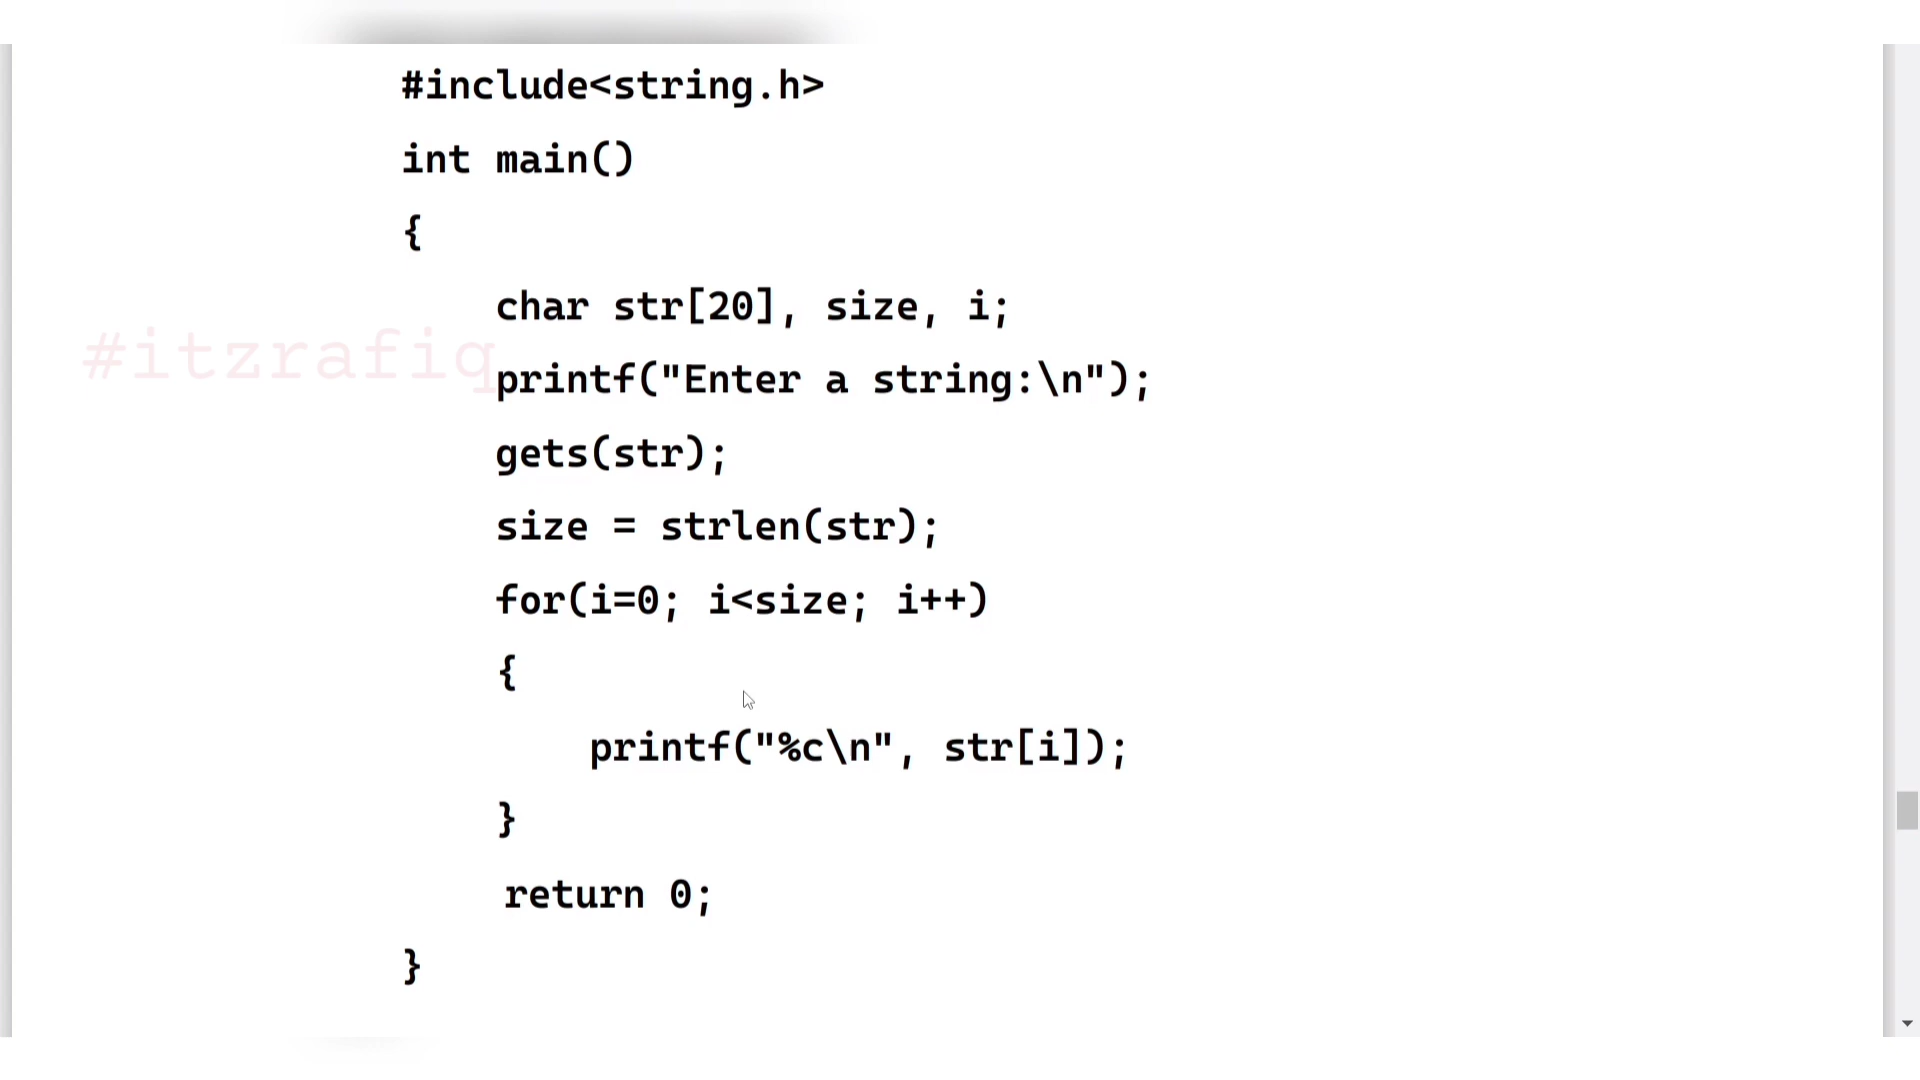 #include<string.h>
int main()
{
char str[20], size, i;
#itzrafiq
printf("Enter a string:\n");
gets(str);
size = strlen(str);
for(i=0; i<size; i++)
{
printf("%c\n", str[i]);
}
return 0;
}